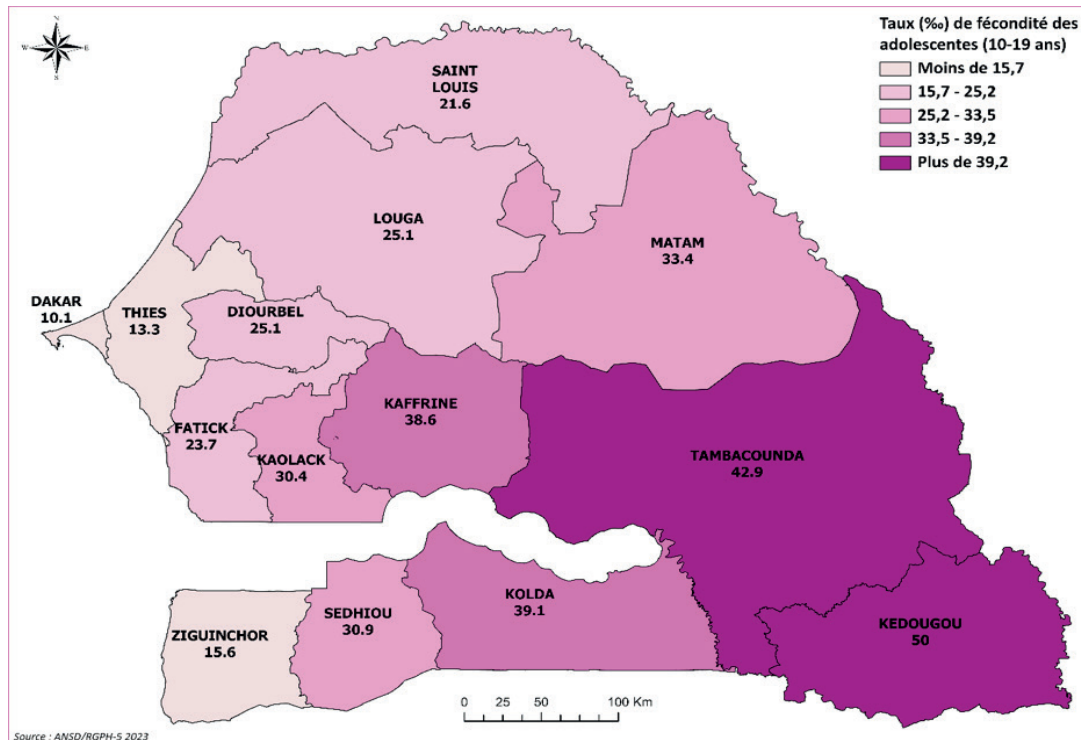 N
W
E
S
Taux (‰) de fécondité des
adolescentes (10-19 ans)
Moins de 15,7
15,7 - 25,2
25,2 - 33,5
33,5 - 39,2
Plus de 39,2
SAINT
LOUIS
21.6
LOUGA
25.1
MATAM
33.4
DAKAR
10.1
THIES
13.3
DIOURBEL
25.1
KAFFRINE
38.6
FATICK
23.7
KAOLACK
30.4
TAMBACOUNDA
42.9
ZIGUINCHOR
15.6
SEDHIOU
30.9
KOLDA
39.1
KEDOUGOU
50
0 25 50 100 Km
Source : ANSD/RGPH-5 2023